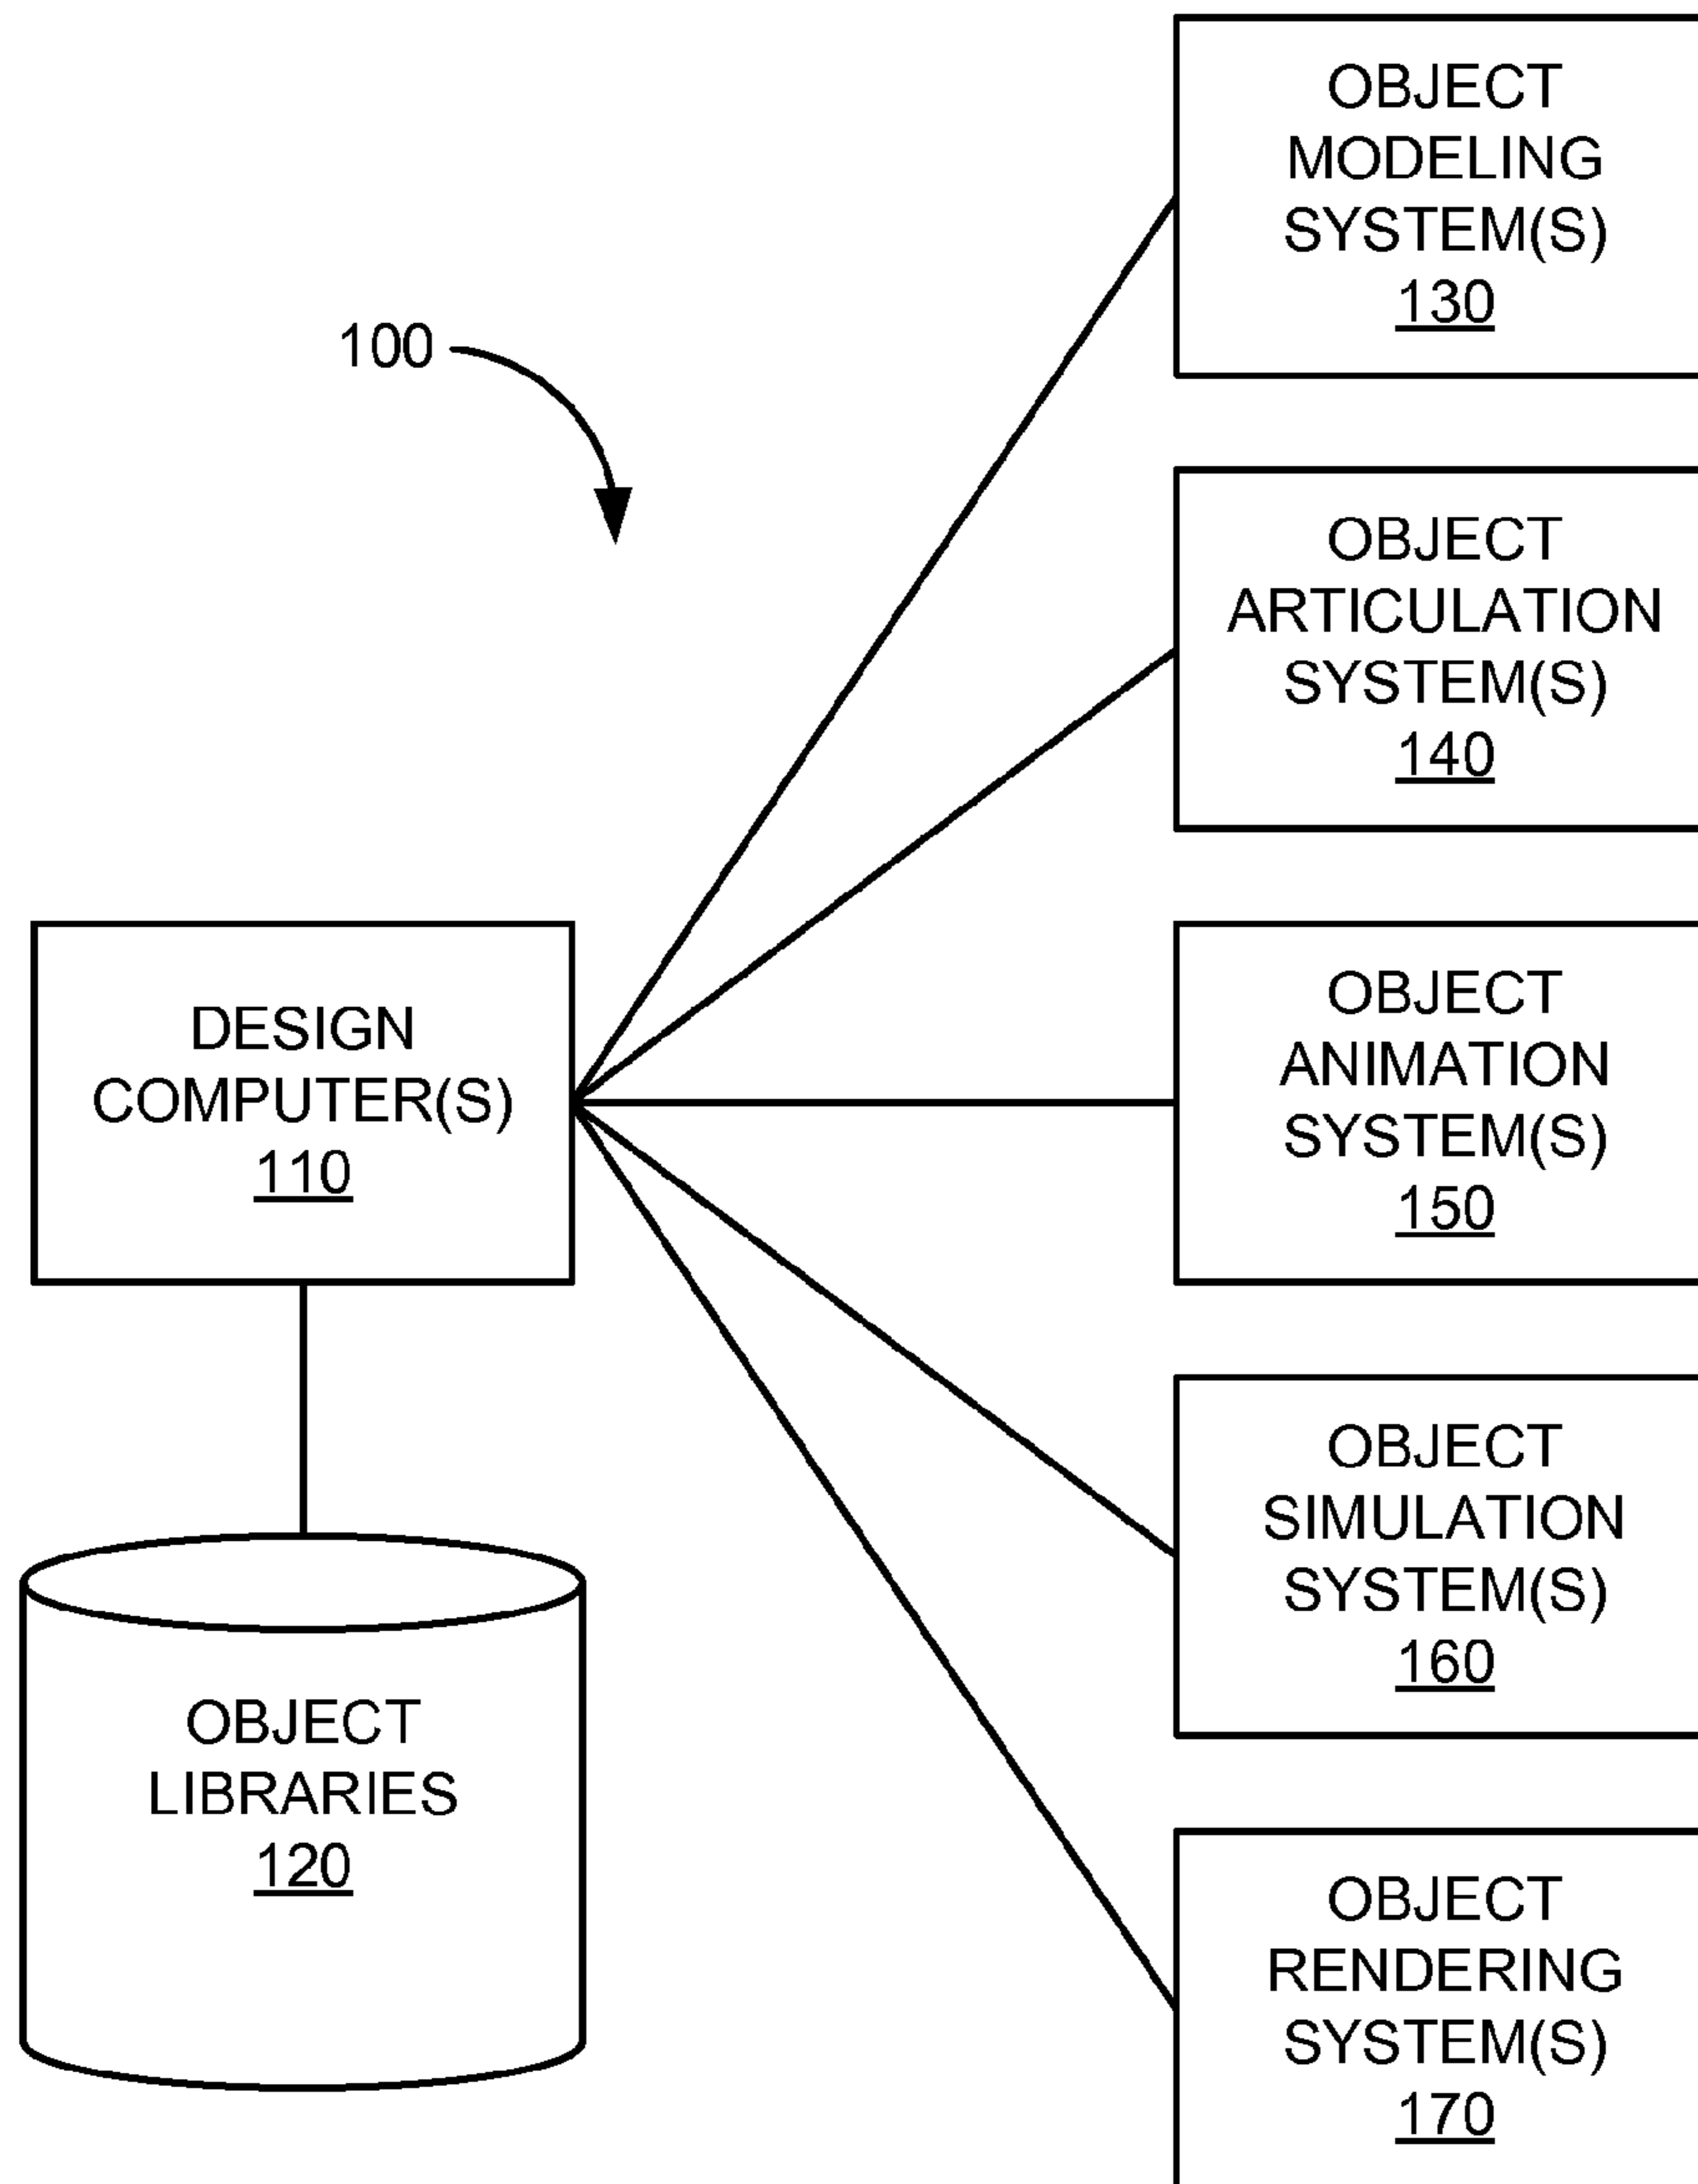 100
OBJECT
MODELING
SYSTEM(S)
130
OBJECT
ARTICULATION
SYSTEM(S)
140
DESIGN
COMPUTER(S)
110
OBJECT
ANIMATION
SYSTEM(S)
150
OBJECT
SIMULATION
SYSTEM(S)
160
OBJECT
LIBRARIES
120
OBJECT
RENDERING
SYSTEM(S)
170